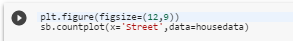 plt.figure(figsize=(12,9))
sb.countplot(x='Street',data=housedata)